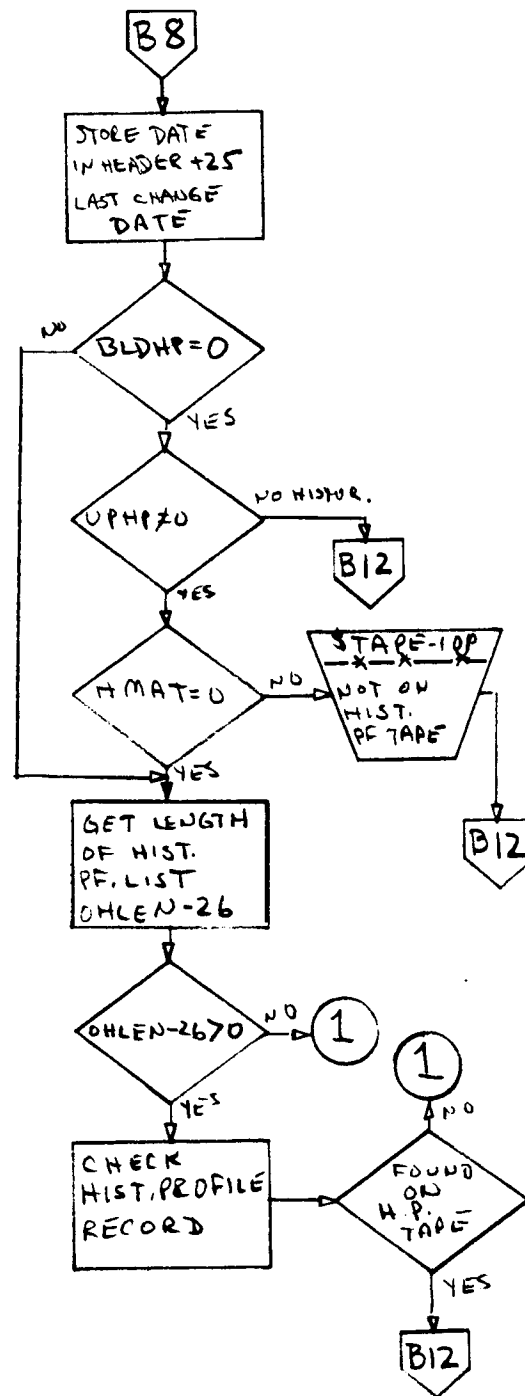 B8
STORE DATE
IN HEADER +25
LAST CHANGE
DATE
NO
BLDHP=0
YES
UPHP≠0
NO HISTOR.
B12
YES
HMAT=0
NO
$TAPE-1OP
NOT ON
HIST.
PF TAPE
B12
YES
GET LENGTH
OF HIST.
PF. LIST
OHLEN-26
OHLEN-26>0
NO
1
1
NO
YES
CHECK
HIST. PROFILE
RECORD
FOUND
ON
H.P.
TAPE
YES
B12